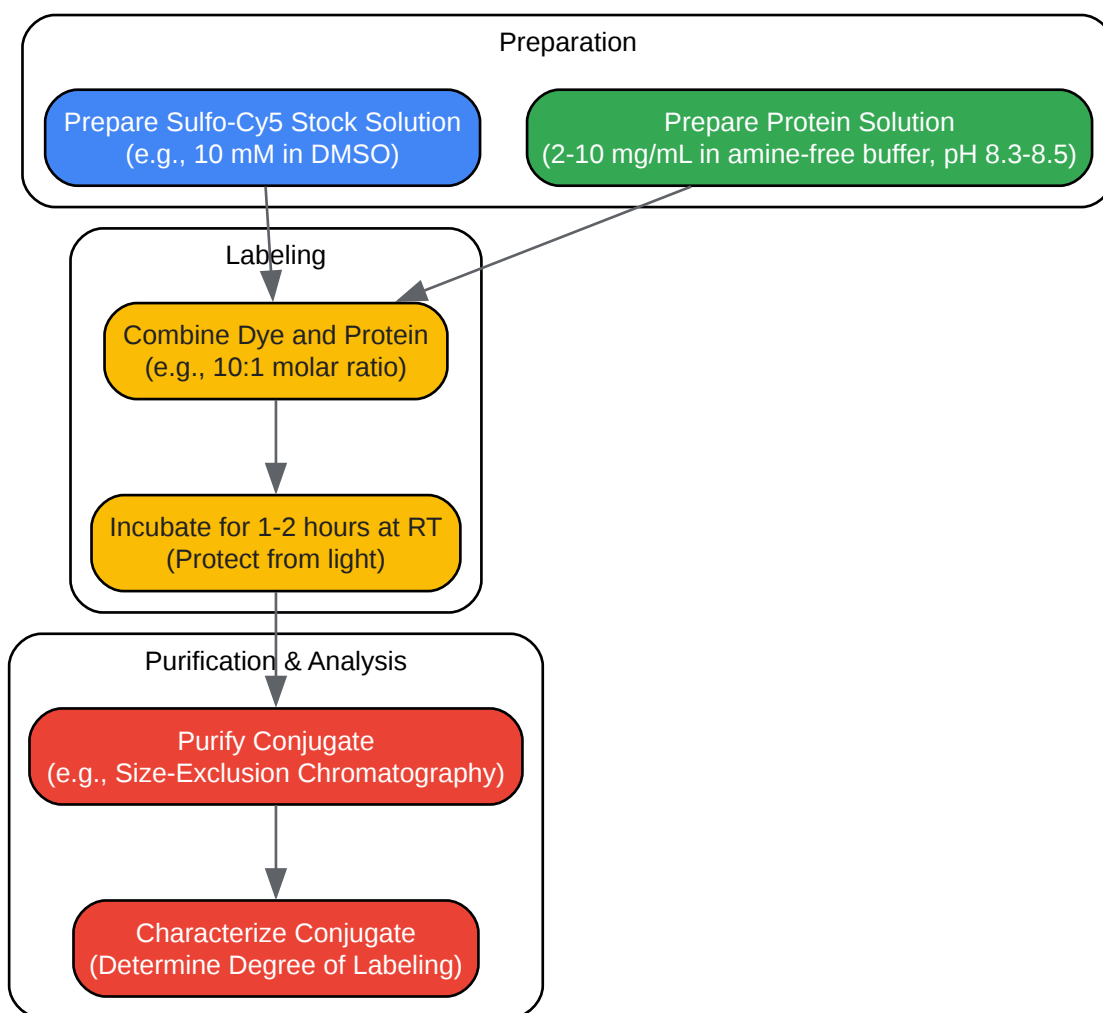 Preparation
Prepare Sulfo-Cy5 Stock Solution
(e.g., 10 mM in DMSO)
Prepare Protein Solution
(2-10 mg/mL in amine-free buffer, pH 8.3-8.5)
Labeling
Combine Dye and Protein
(e.g., 10:1 molar ratio)
Incubate for 1-2 hours at RT
(Protect from light)
Purification & Analysis
Purify Conjugate
(e.g., Size-Exclusion Chromatography)
Characterize Conjugate
(Determine Degree of Labeling)